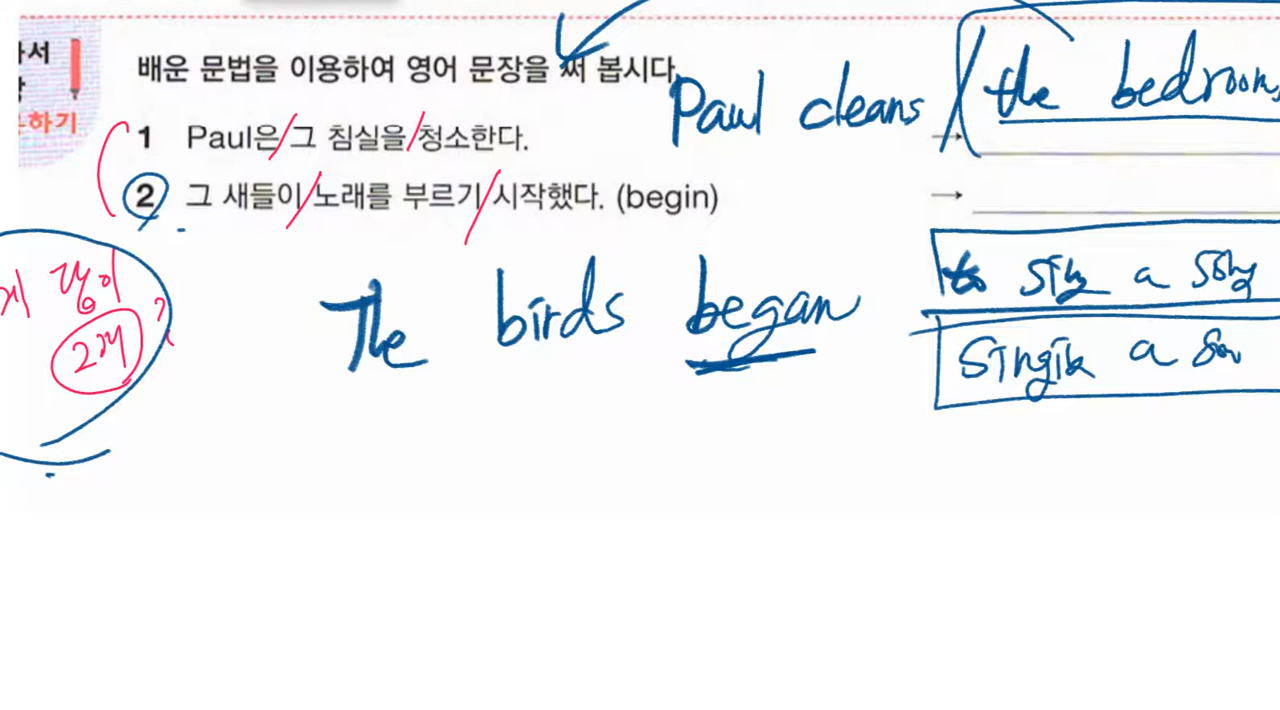 배운 문법을 이용하여 영어 문장을 써 봅시다.
하기
Paul cleans / the bedroom
1 Paul은/그 침실을/청소한다. →
2 그 새들이/노래를 부르기/시작했다. (begin) →
The birds began
to sing a song
a
2개